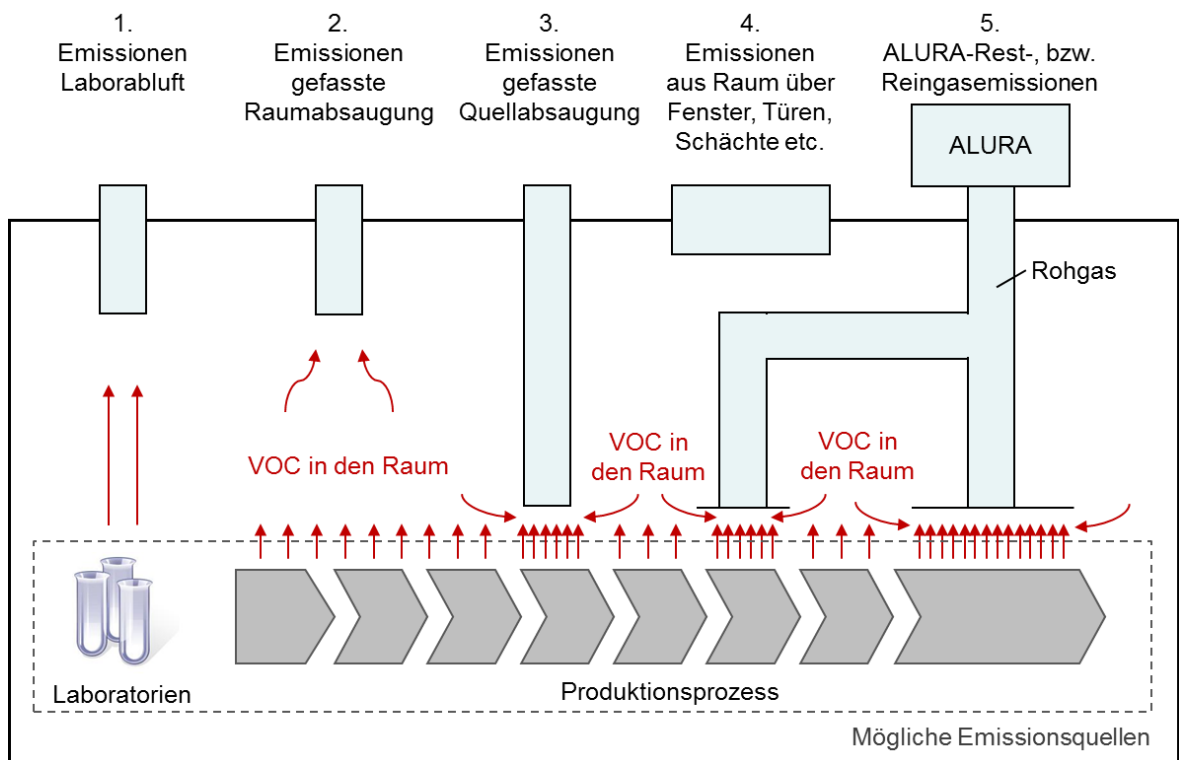 1.
Emissionen
Laborabluft
2.
Emissionen
gefasste
Raumabsaugung
3.
Emissionen
gefasste
Quellabsaugung
4.
Emissionen
aus Raum über
Fenster, Türen,
Schächte etc.
5.
ALURA-Rest-, bzw.
Reingasemissionen
ALURA
Rohgas
VOC in den Raum
VOC in
den Raum
VOC in
den Raum
Laboratorien
Produktionsprozess
Mögliche Emissionsquellen